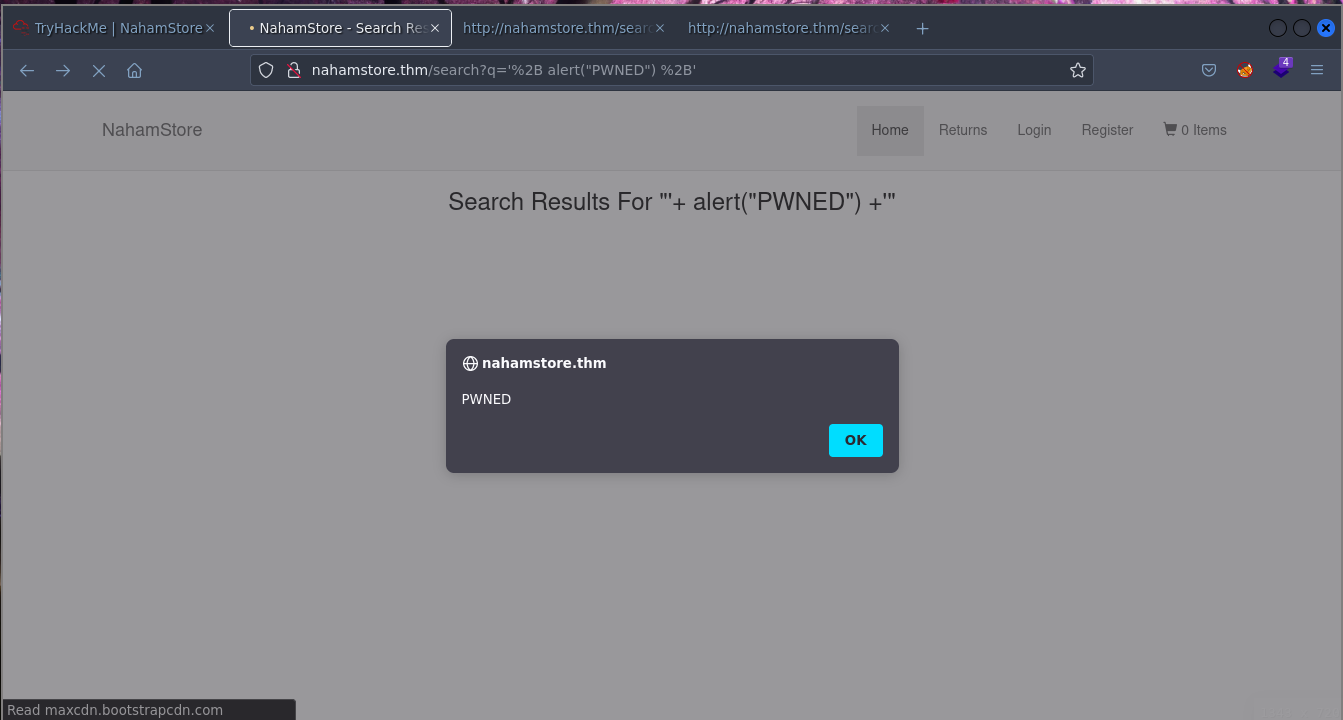 TryHackMe | NahamStore
NahamStore - Search Res
http://nahamstore.thm/searc
http://nahamstore.thm/searc
nahamstore.thm/search?q='%2B alert("PWNED") %2B'
4
NahamStore
Home
Returns
Login
Register
0 Items
Search Results For "'+ alert("PWNED") +'"
nahamstore.thm
PWNED
OK
Read maxcdn.bootstrapcdn.com